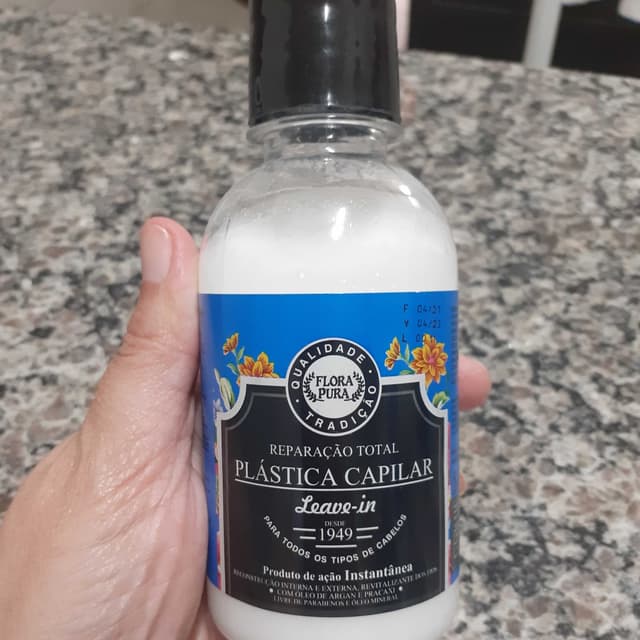 F 04/21
V 04/23
L 0
QUALIDADE
FLORA
PURA
TRADIÇÃO
REPARAÇÃO TOTAL
PLÁSTICA CAPILAR
Leave-in
DESDE
1949
PARA TODOS OS TIPOS DE CABELOS
Produto de ação Instantânea
RECONSTRUÇÃO INTERNA E EXTERNA, REVITALIZANTE DOS FIOS
• COM ÓLEO DE ARGAN E PRACAXI •
LIVRE DE PARABENOS E ÓLEO MINERAL